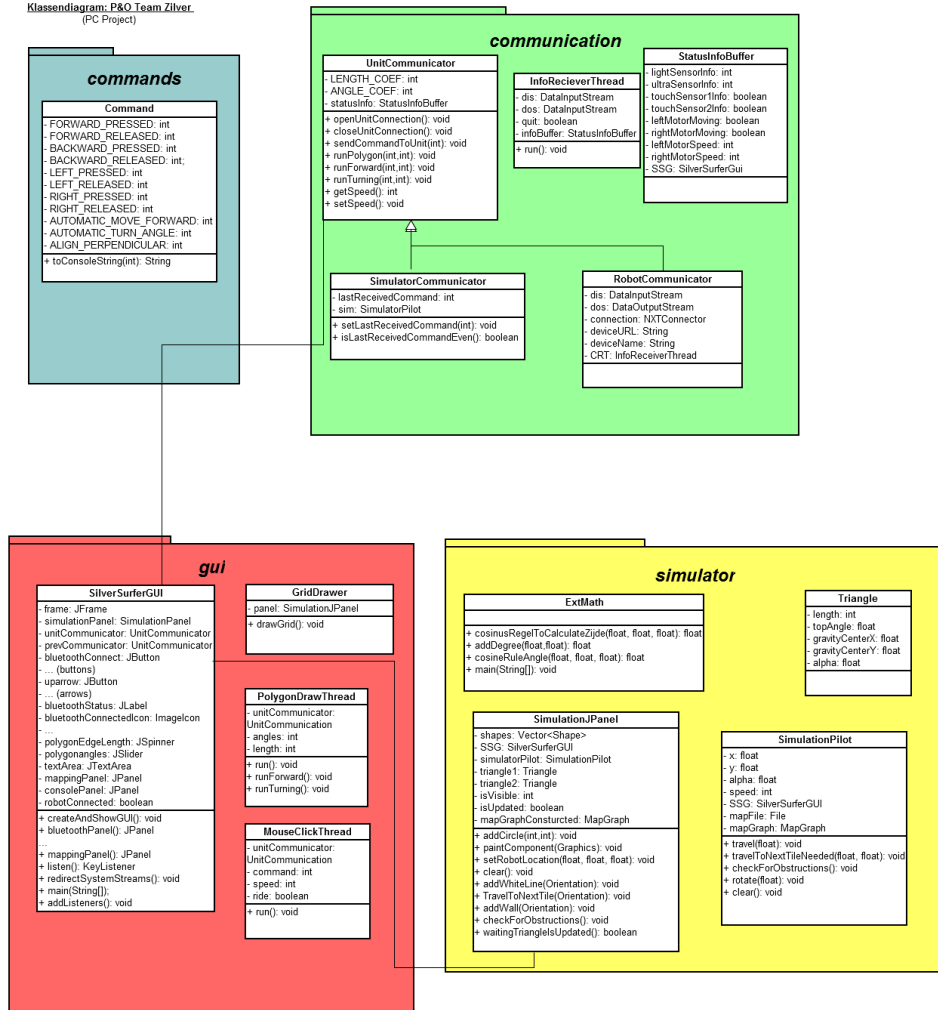 Klassendiagram: P&O Team Zilver
(PC Project)
commands
Command
- FORWARD_PRESSED: int
- FORWARD_RELEASED: int
- BACKWARD_PRESSED: int
- BACKWARD_RELEASED: int;
- LEFT_PRESSED: int
- LEFT_RELEASED: int
- RIGHT_PRESSED: int
- RIGHT_RELEASED: int
- AUTOMATIC_MOVE_FORWARD: int
- AUTOMATIC_TURN_ANGLE: int
- ALIGN_PERPENDICULAR: int
+ toConsoleString(int): String
communication
UnitCommunicator
- LENGTH_COEF: int
- ANGLE_COEF: int
- statusInfo: StatusInfoBuffer
+ openUnitConnection(): void
+ closeUnitConnection(): void
+ sendCommandToUnit(int): void
+ runPolygon(int,int): void
+ runForward(int,int): void
+ runTurning(int,int): void
+ getSpeed(): int
+ setSpeed(): void
InfoRecieverThread
- dis: DataInputStream
- dos: DataInputStream
- quit: boolean
- infoBuffer: StatusInfoBuffer
+ run(): void
StatusInfoBuffer
- lightSensorInfo: int
- ultraSensorInfo: int
- touchSensor1Info: boolean
- touchSensor2Info: boolean
- leftMotorMoving: boolean
- rightMotorMoving: boolean
- leftMotorSpeed: int
- rightMotorSpeed: int
- SSG: SilverSurferGui
SimulatorCommunicator
- lastReceivedCommand: int
- sim: SimulatorPilot
+ setLastReceivedCommand(int): void
+ isLastReceivedCommandEven(): boolean
RobotCommunicator
- dis: DataInputStream
- dos: DataOutputStream
- connection: NXTConnector
- deviceURL: String
- deviceName: String
- CRT: InfoReceiverThread
gui
SilverSurferGUI
- frame: JFrame
- simulationPanel: SimulationPanel
- unitCommunicator: UnitCommunicator
- prevCommunicator: UnitCommunicator
- bluetoothConnect: JButton
- ... (buttons)
- uparrow: JButton
- ... (arrows)
- bluetoothStatus: JLabel
- bluetoothConnectedIcon: ImageIcon
- ...
- polygonEdgeLength: JSpinner
- polygonangles: JSlider
- textArea: JTextArea
- mappingPanel: JPanel
- consolePanel: JPanel
- robotConnected: boolean
+ createAndShowGUI(): void
+ bluetoothPanel(): JPanel
...
+ mappingPanel(): JPanel
+ listen(): KeyListener
+ redirectSystemStreams(): void
+ main(String[]);
+ addListeners(): void
GridDrawer
- panel: SimulationJPanel
+ drawGrid(): void
PolygonDrawThread
- unitCommunicator:
UnitCommunication
- angles: int
- length: int
+ run(): void
+ runForward(): void
+ runTurning(): void
MouseClickThread
- unitCommunicator:
UnitCommunication
- command: int
- speed: int
- ride: boolean
+ run(): void
simulator
ExtMath
+ cosinusRegelToCalculateZijde(float, float, float): float
+ addDegree(float,float): float
+ cosineRuleAngle(float, float, float): float
+ main(String[]): void
Triangle
- length: int
- topAngle: float
- gravityCenterX: float
- gravityCenterY: float
- alpha: float
SimulationJPanel
- shapes: Vector<Shape>
- SSG: SilverSurferGUI
- simulatorPilot: SimulationPilot
- triangle1: Triangle
- triangle2: Triangle
- isVisible: int
- isUpdated: boolean
- mapGraphConsturcted: MapGraph
+ addCircle(int,int): void
+ paintComponent(Graphics): void
+ setRobotLocation(float, float, float): void
+ clear(): void
+ addWhiteLine(Orientation): void
+ TravelToNextTile(Orientation): void
+ addWall(Orientation): void
+ checkForObstructions(): void
+ waitingTriangleIsUpdated(): boolean
SimulationPilot
- x: float
- y: float
- alpha: float
- speed: int
- SSG: SilverSurferGUI
- mapFile: File
- mapGraph: MapGraph
+ travel(float): void
+ travelToNextTileNeeded(float, float): void
+ checkForObstructions(): void
+ rotate(float): void
+ clear(): void